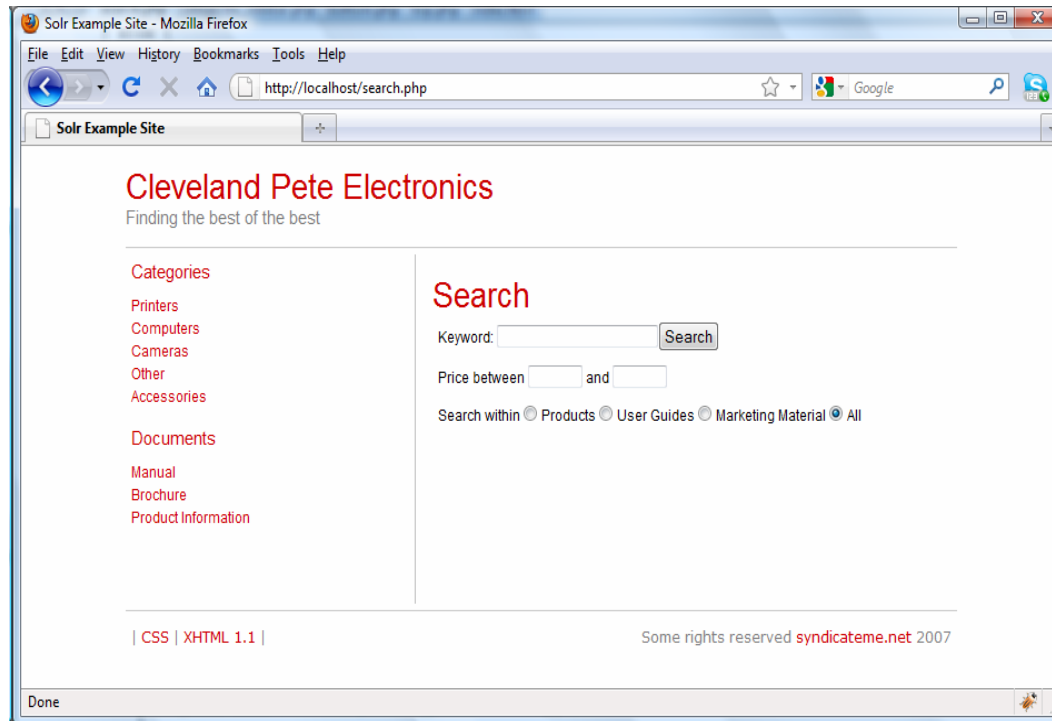 Solr Example Site - Mozilla Firefox
File Edit View History Bookmarks Tools Help
http://localhost/search.php
Google
Solr Example Site
Cleveland Pete Electronics
Finding the best of the best
Categories
Printers
Computers
Cameras
Other
Accessories
Documents
Manual
Brochure
Product Information
Search
Keyword: Search
Price between and
Search within Products User Guides Marketing Material All
| CSS | XHTML 1.1 |
Some rights reserved syndicateme.net 2007
Done